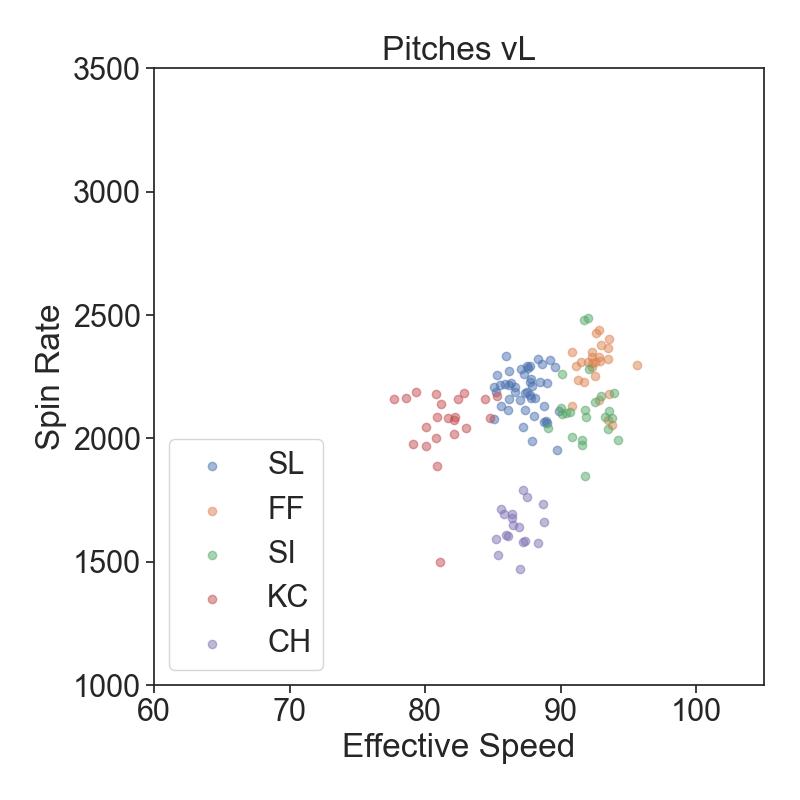 Pitches vL
3500
3000
2500
2000
1500
1000
Spin Rate
SL
FF
SI
KC
CH
60 70 80 90 100
Effective Speed